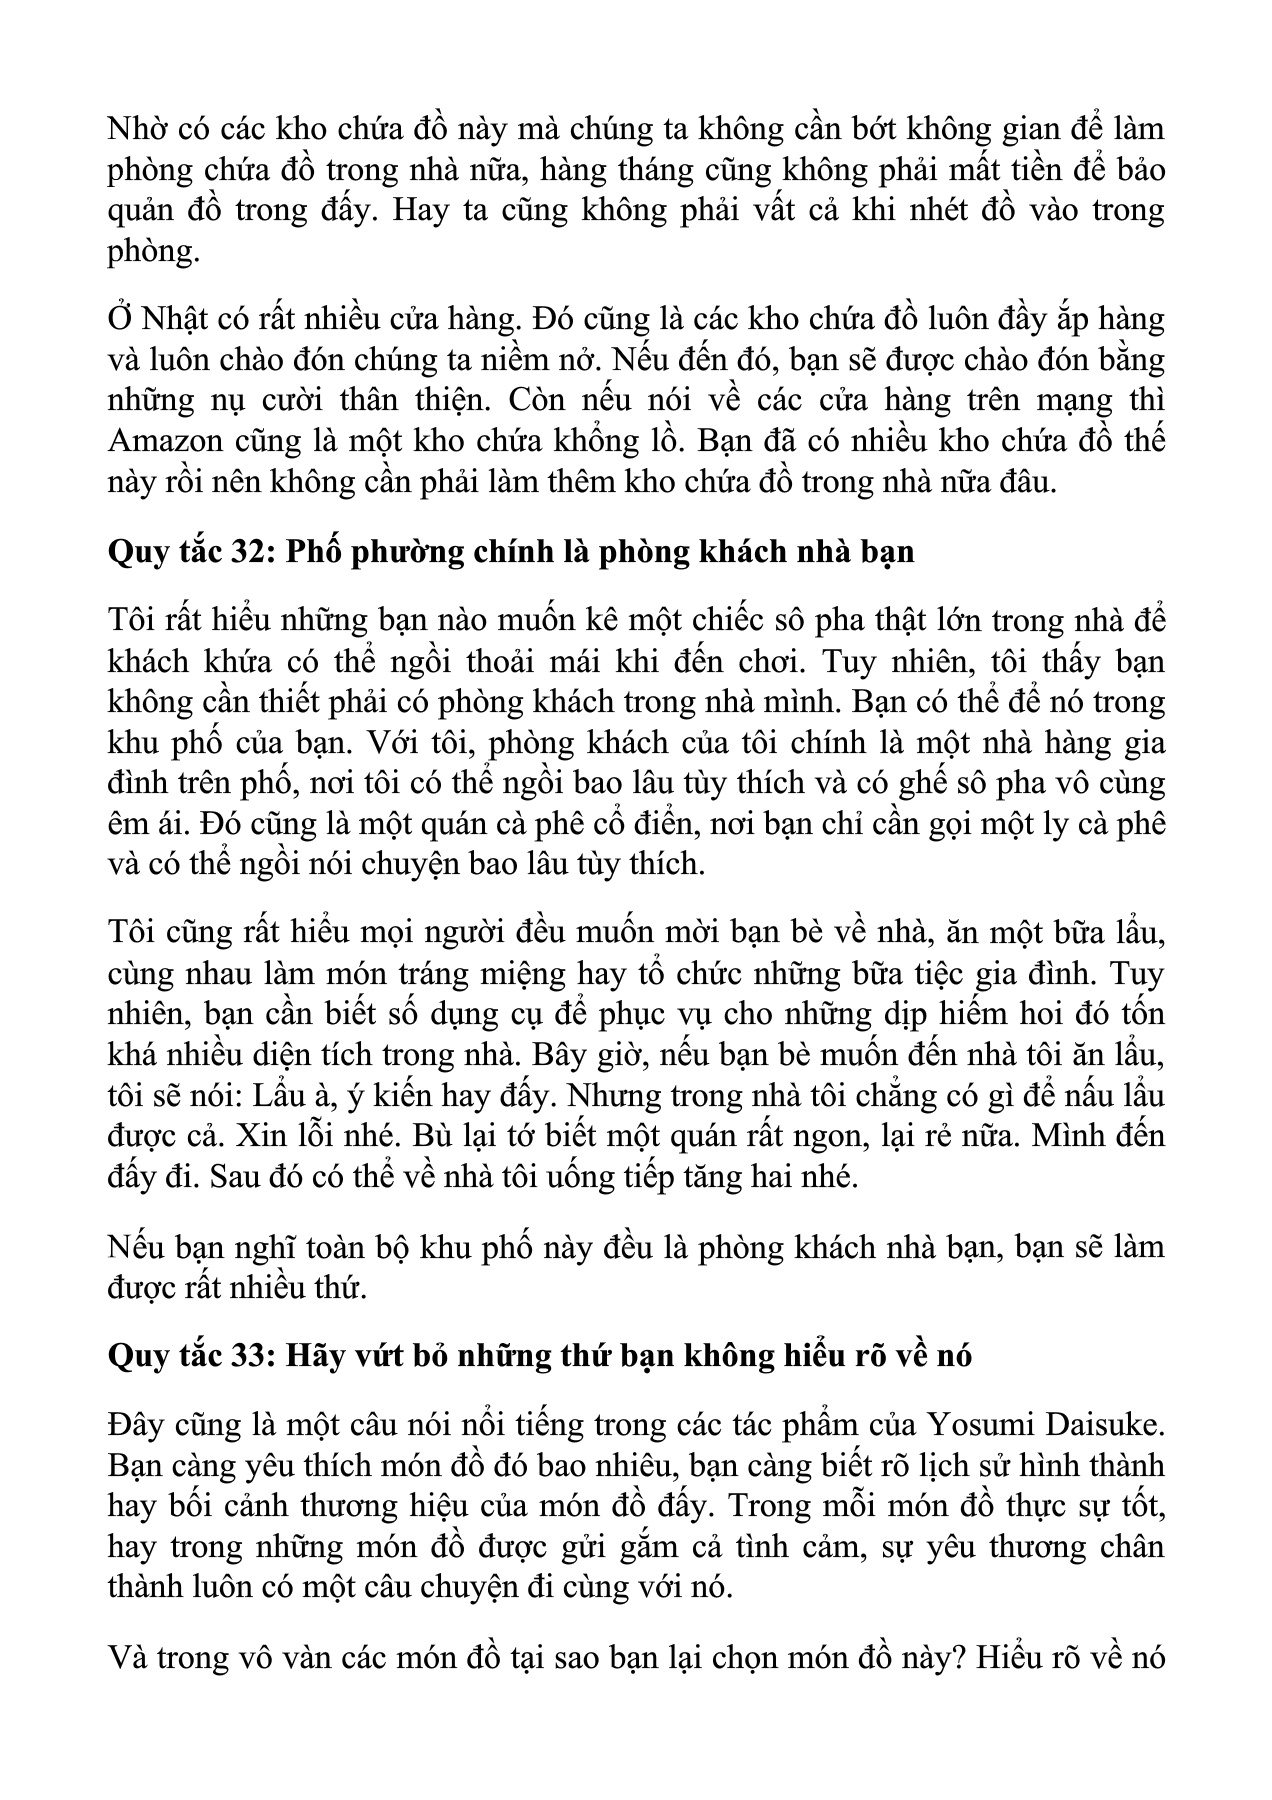 Nhờ có các kho chứa đồ này mà chúng ta không cần bớt không gian để làm
phòng chứa đồ trong nhà nữa, hàng tháng cũng không phải mất tiền để bảo
quản đồ trong đấy. Hay ta cũng không phải vất cả khi nhét đồ vào trong
phòng.
Ở Nhật có rất nhiều cửa hàng. Đó cũng là các kho chứa đồ luôn đầy ắp hàng
và luôn chào đón chúng ta niềm nở. Nếu đến đó, bạn sẽ được chào đón bằng
những nụ cười thân thiện. Còn nếu nói về các cửa hàng trên mạng thì
Amazon cũng là một kho chứa khổng lồ. Bạn đã có nhiều kho chứa đồ thế
này rồi nên không cần phải làm thêm kho chứa đồ trong nhà nữa đâu.
Quy tắc 32: Phố phường chính là phòng khách nhà bạn
Tôi rất hiểu những bạn nào muốn kê một chiếc sô pha thật lớn trong nhà để
khách khứa có thể ngồi thoải mái khi đến chơi. Tuy nhiên, tôi thấy bạn
không cần thiết phải có phòng khách trong nhà mình. Bạn có thể để nó trong
khu phố của bạn. Với tôi, phòng khách của tôi chính là một nhà hàng gia
đình trên phố, nơi tôi có thể ngồi bao lâu tùy thích và có ghế sô pha vô cùng
êm ái. Đó cũng là một quán cà phê cổ điển, nơi bạn chỉ cần gọi một ly cà phê
và có thể ngồi nói chuyện bao lâu tùy thích.
Tôi cũng rất hiểu mọi người đều muốn mời bạn bè về nhà, ăn một bữa lẩu,
cùng nhau làm món tráng miệng hay tổ chức những bữa tiệc gia đình. Tuy
nhiên, bạn cần biết số dụng cụ để phục vụ cho những dịp hiếm hoi đó tốn
khá nhiều diện tích trong nhà. Bây giờ, nếu bạn bè muốn đến nhà tôi ăn lẩu,
tôi sẽ nói: Lẩu à, ý kiến hay đấy. Nhưng trong nhà tôi chẳng có gì để nấu lẩu
được cả. Xin lỗi nhé. Bù lại tớ biết một quán rất ngon, lại rẻ nữa. Mình đến
đấy đi. Sau đó có thể về nhà tôi uống tiếp tăng hai nhé.
Nếu bạn nghĩ toàn bộ khu phố này đều là phòng khách nhà bạn, bạn sẽ làm
được rất nhiều thứ.
Quy tắc 33: Hãy vứt bỏ những thứ bạn không hiểu rõ về nó
Đây cũng là một câu nói nổi tiếng trong các tác phẩm của Yosumi Daisuke.
Bạn càng yêu thích món đồ đó bao nhiêu, bạn càng biết rõ lịch sử hình thành
hay bối cảnh thương hiệu của món đồ đấy. Trong mỗi món đồ thực sự tốt,
hay trong những món đồ được gửi gắm cả tình cảm, sự yêu thương chân
thành luôn có một câu chuyện đi cùng với nó.
Và trong vô vàn các món đồ tại sao bạn lại chọn món đồ này? Hiểu rõ về nó